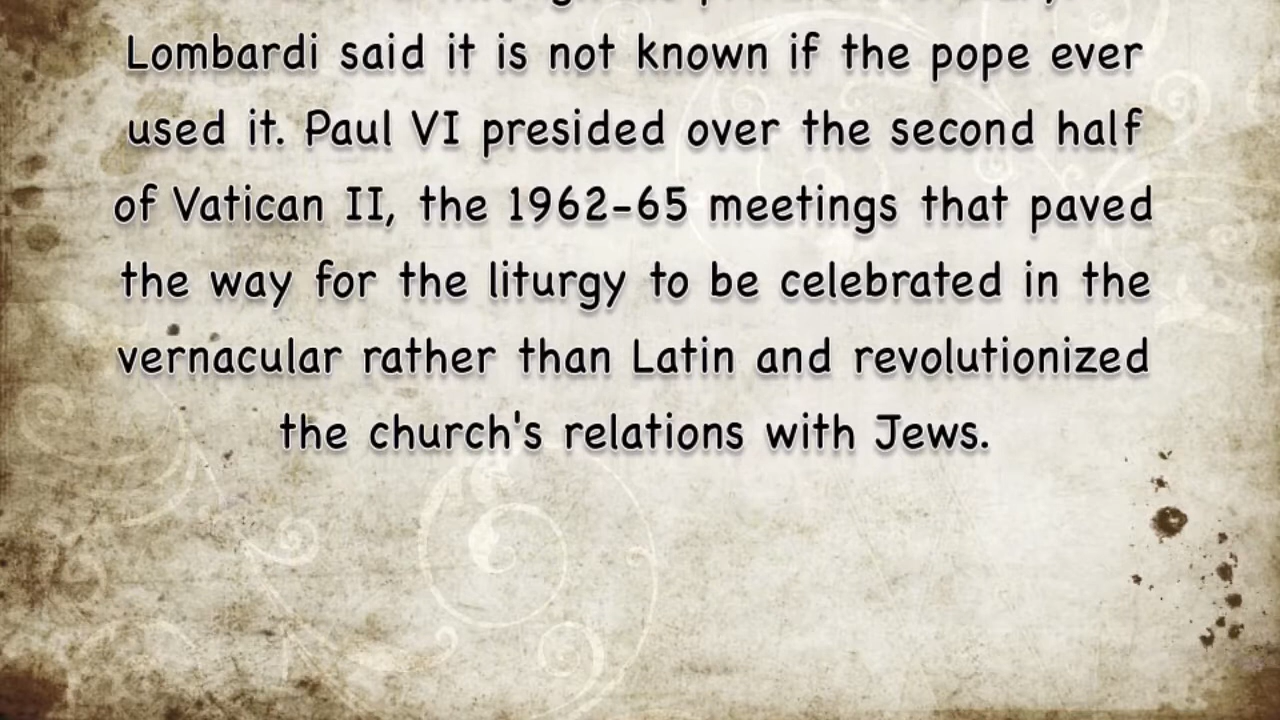 Lombardi said it is not known if the pope ever
used it. Paul VI presided over the second half
of Vatican II, the 1962-65 meetings that paved
the way for the liturgy to be celebrated in the
vernacular rather than Latin and revolutionized
the church's relations with Jews.